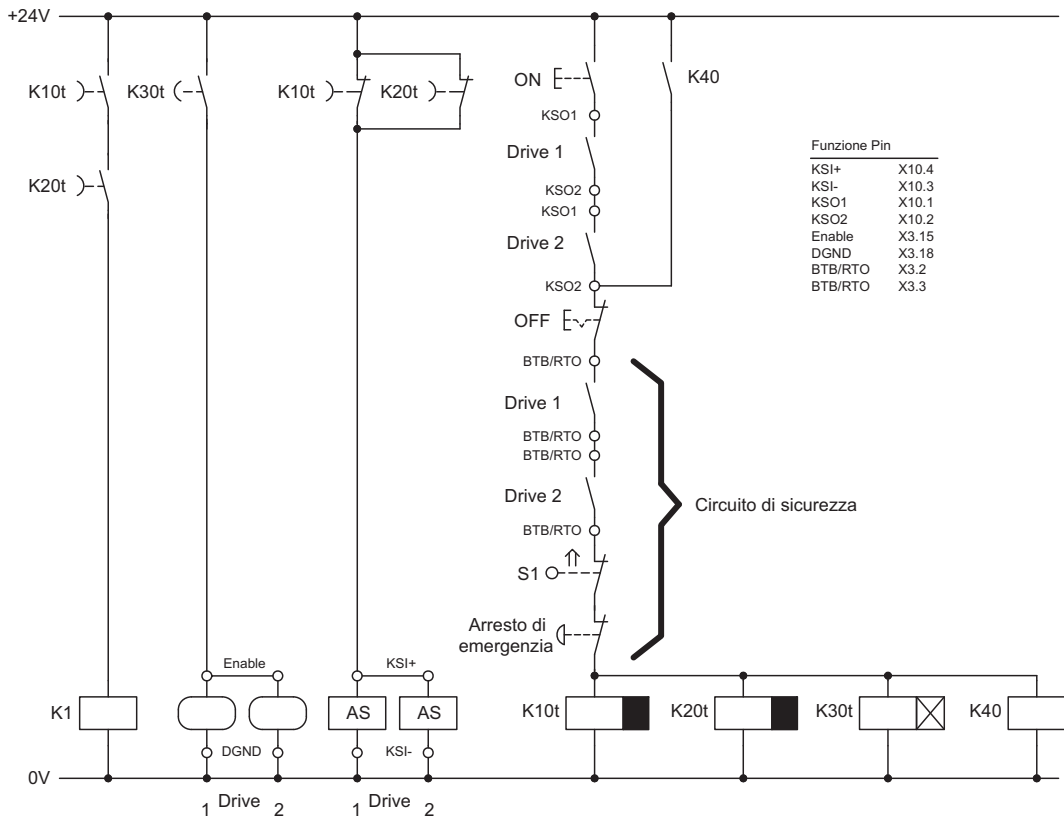 +24V
K10t
K30t
K10t
K20t
ON
K40
KSO1
Drive 1
KSO2
KSO1
Drive 2
KSO2
K20t
Funzione Pin
KSI+ X10.4
KSI- X10.3
KSO1 X10.1
KSO2 X10.2
Enable X3.15
DGND X3.18
BTB/RTO X3.2
BTB/RTO X3.3
OFF
BTB/RTO
Drive 1
BTB/RTO
BTB/RTO
Drive 2
BTB/RTO
Circuito di sicurezza
S1
Arresto di
emergenzia
Enable
KSI+
K1
AS
AS
K10t
K20t
K30t
K40
DGND
KSI-
0V
1 Drive 2
1 Drive 2